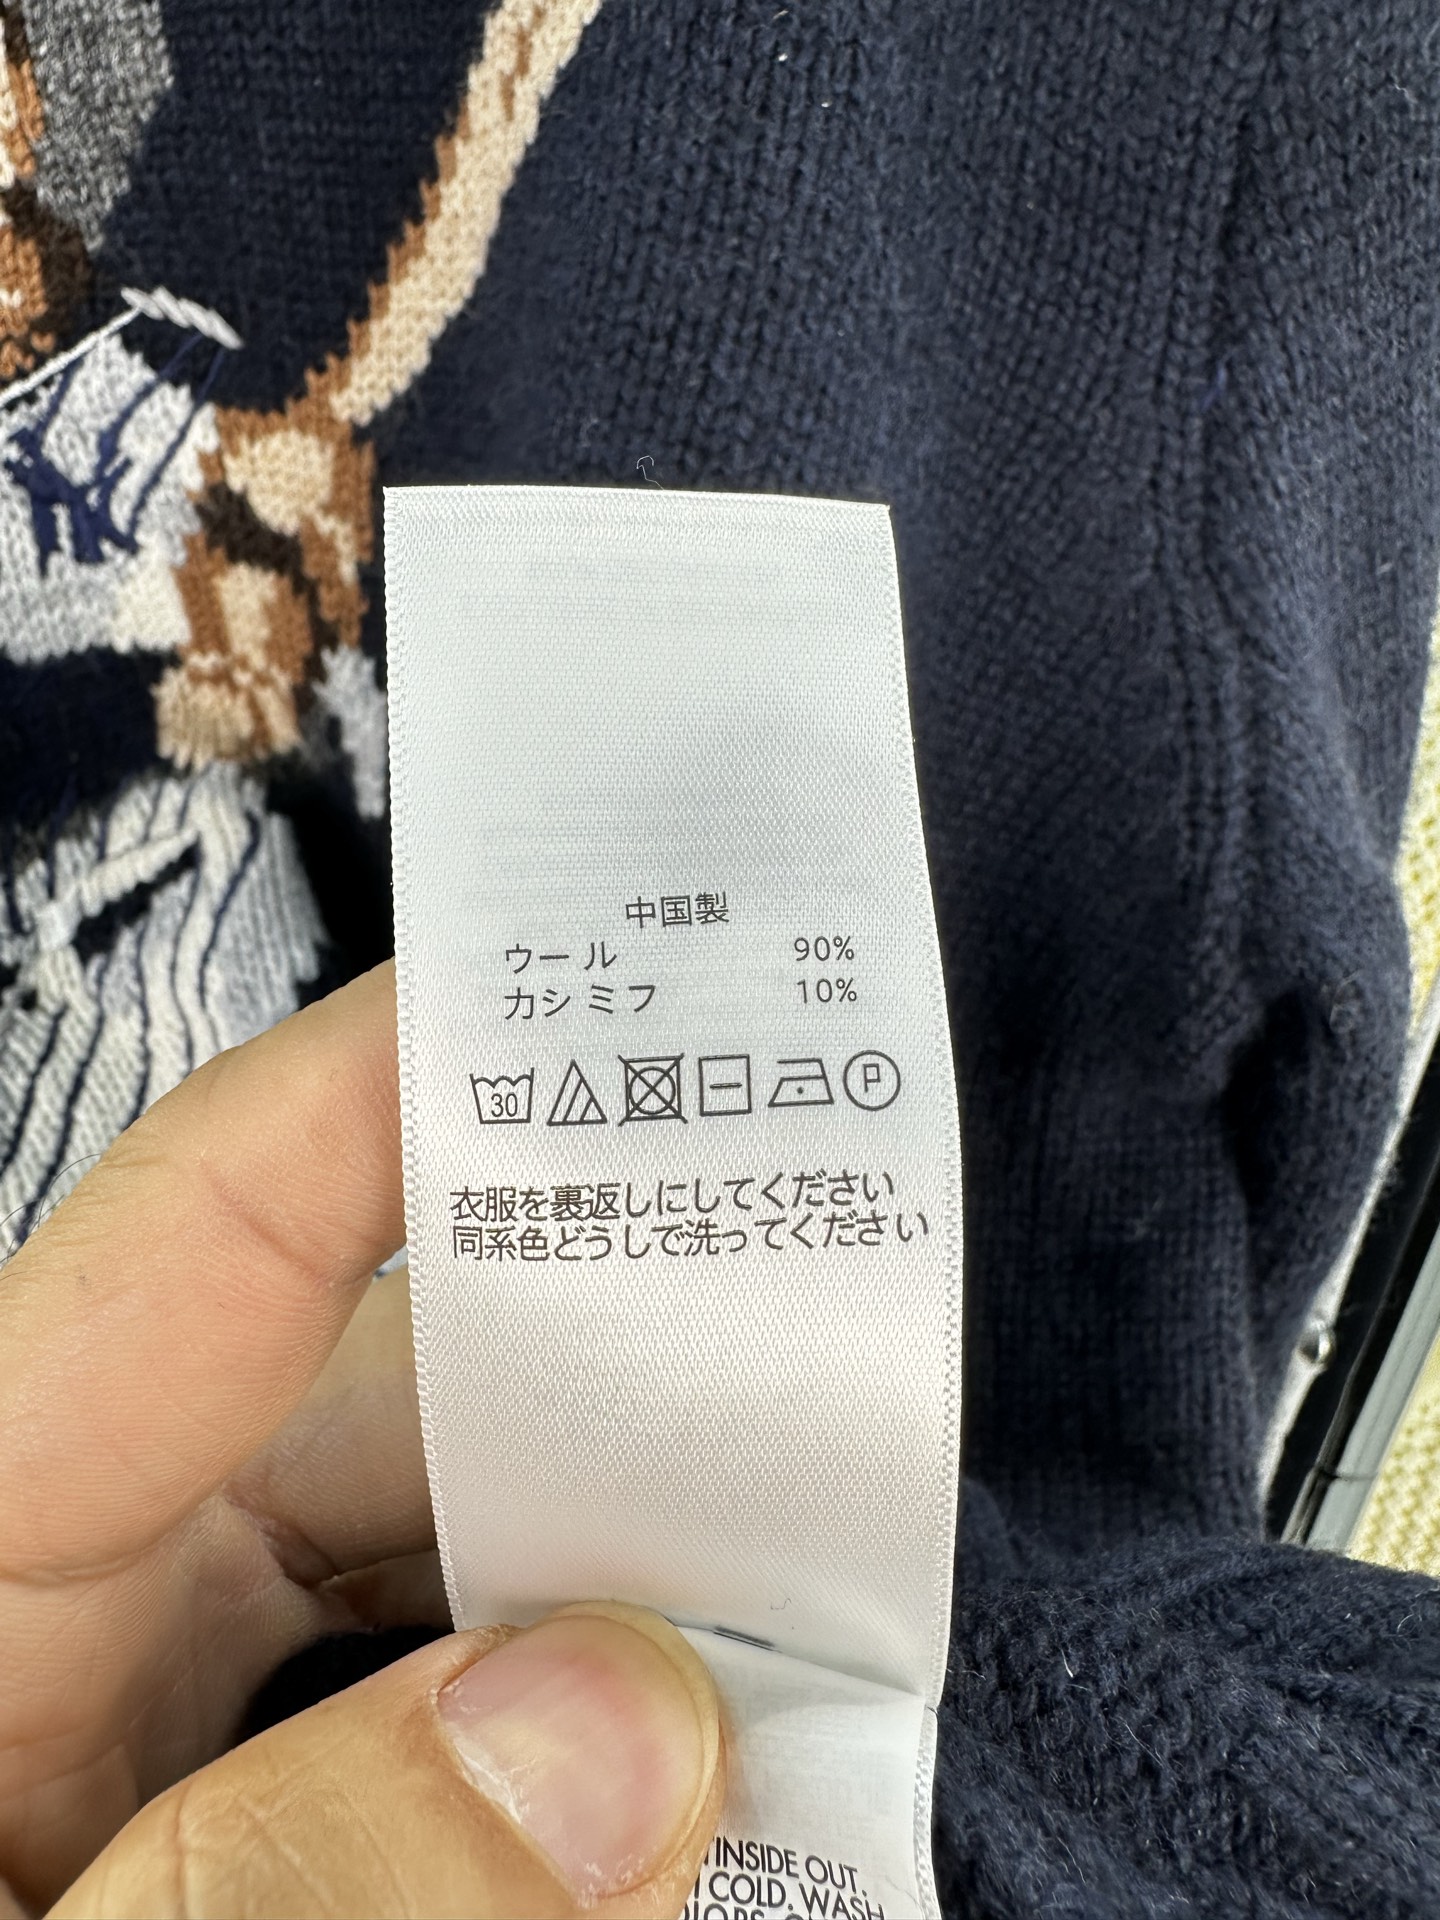 中国製
ウール 90%
カシミフ 10%
30 P
衣服を裏返しにしてください
同系色どうしで洗ってください
INSIDE OUT.
COLD. WASH